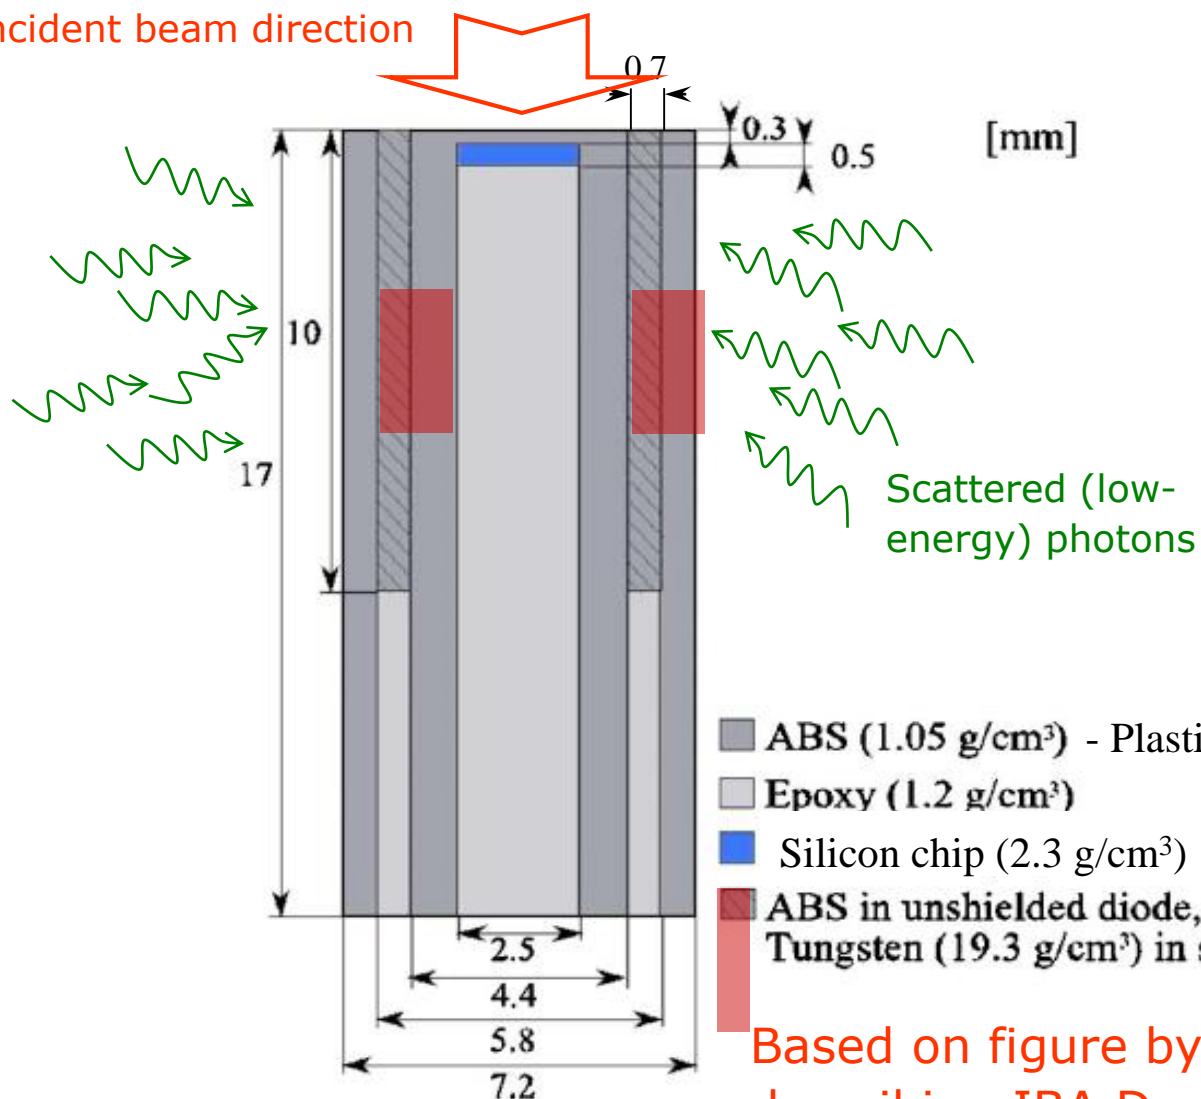 ncident beam direction
0.7
0.3
0.5
[mm]
10
17
Scattered (low-
energy) photons
ABS (1.05 g/cm³) - Plasti
Epoxy (1.2 g/cm³)
Silicon chip (2.3 g/cm³)
ABS in unshielded diode,
Tungsten (19.3 g/cm³) in s
2.5
4.4
5.8
7.2
Based on figure by
IBA D